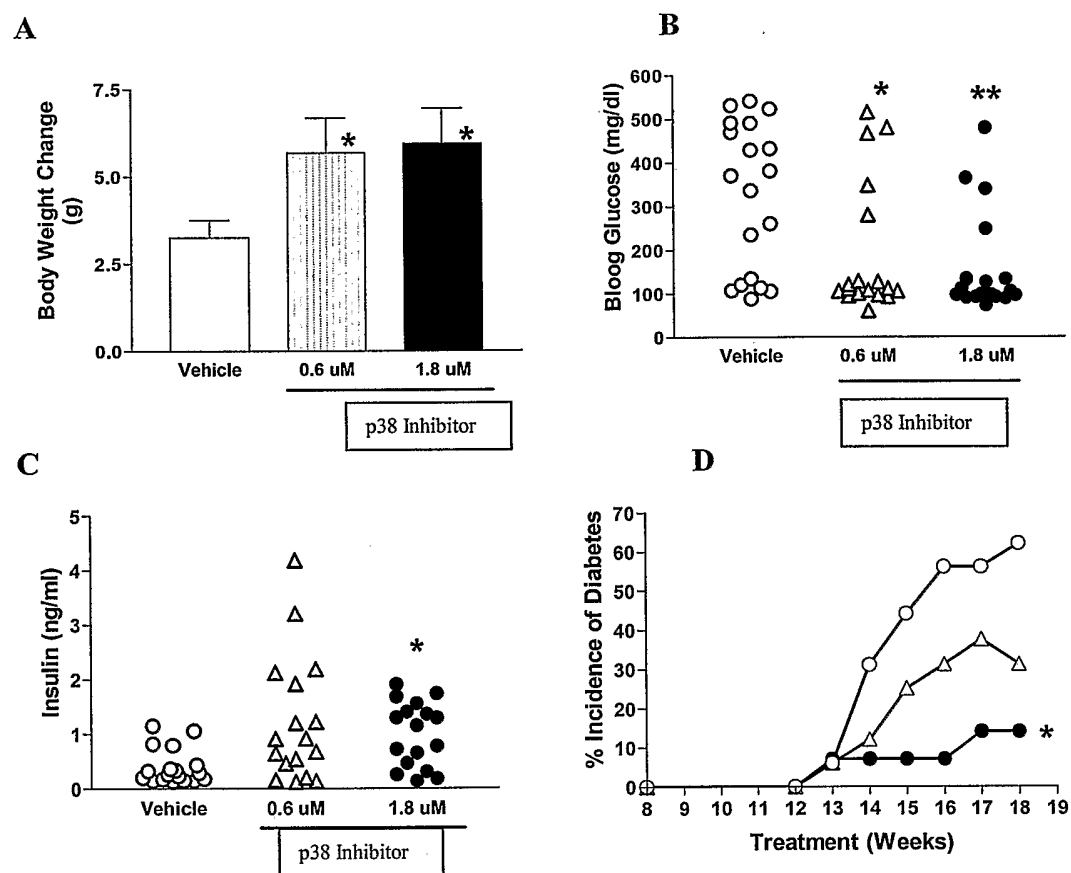 A
Body Weight Change
(g)
7.5
5.0
2.5
0.0
*
*
Vehicle
0.6 uM
1.8 uM
p38 Inhibitor
B
Bloog Glucose (mg/dl)
600
500
400
300
200
100
0
*
**
Vehicle
0.6 uM
1.8 uM
p38 Inhibitor
C
Insulin (ng/ml)
5
4
3
2
1
0
*
Vehicle
0.6 uM
1.8 uM
p38 Inhibitor
D
% Incidence of Diabetes
70
60
50
40
30
20
10
0
*
8 9 10 11 12 13 14 15 16 17 18 19
Treatment (Weeks)